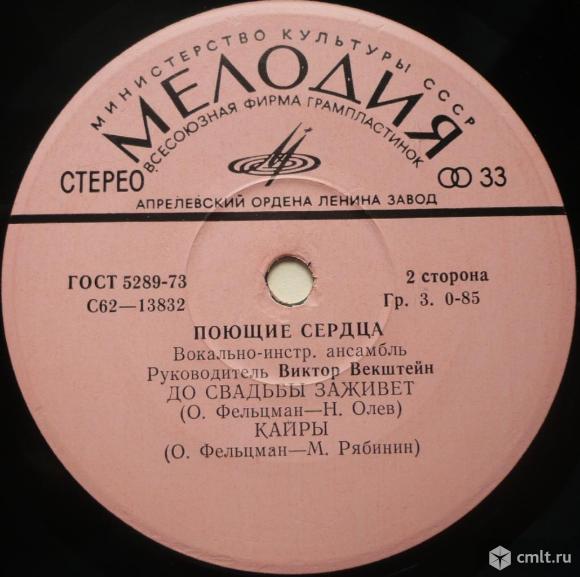 МИНИСТЕРСТВО КУЛЬТУРЫ СССР
МЕЛОДИЯ
ВСЕСОЮЗНАЯ ФИРМА ГРАМПЛАСТИНОК
СТЕРЕО
33
АПРЕЛЕВСКИЙ ОРДЕНА ЛЕНИНА ЗАВОД
ГОСТ 5289-73
2 сторона
С62—13832
Гр. 3. 0-85
ПОЮЩИЕ СЕРДЦА
Вокально-инстр. ансамбль
Руководитель Виктор Векштейн
ДО СВАДЬБЫ ЗАЖИВЕТ
(О. Фельцман—Н. Олев)
КАЙРЫ
(О. Фельцман—М. Рябинин)
cmlt.ru